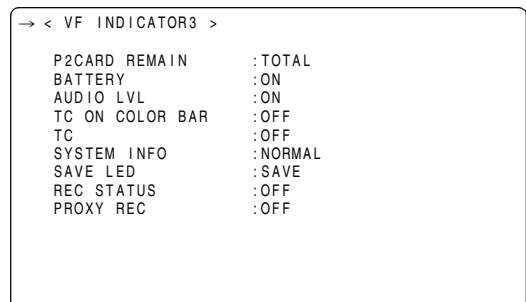 → < VF INDICATOR3 >
P2CARD REMAIN :TOTAL
BATTERY :ON
AUDIO LVL :ON
TC ON COLOR BAR :OFF
TC :OFF
SYSTEM INFO :NORMAL
SAVE LED :SAVE
REC STATUS :OFF
PROXY REC :OFF